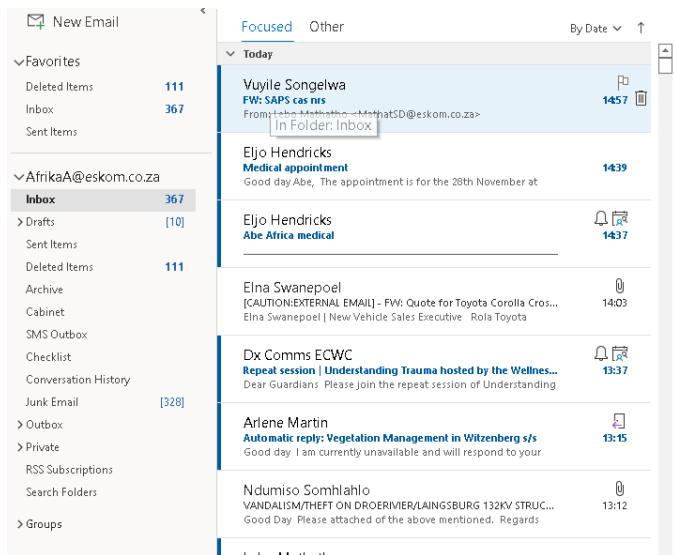 New Email
Favorites
Deleted Items 111
Inbox 367
Sent Items
AfrikaA@eskom.co.za
Inbox 367
Drafts [10]
Sent Items
Deleted Items 111
Archive
Cabinet
SMS Outbox
Checklist
Conversation History
Junk Email [328]
Outbox
Private
RSS Subscriptions
Search Folders
Groups
Focused Other By Date
Today
Vuyile Songelwa
FW: SAPS cas nrs 14:57
From: Lebo Mathatho <MathatSD@eskom.co.za>
In Folder: Inbox
Eljo Hendricks
Medical appointment 14:39
Good day Abe, The appointment is for the 28th November at
Eljo Hendricks
Abe Africa medical 14:37
Elna Swanepoel
[CAUTION:EXTERNAL EMAIL] - FW: Quote for Toyota Corolla Cros... 14:03
Elna Swanepoel | New Vehicle Sales Executive Rola Toyota
Dx Comms ECWC
Repeat session | Understanding Trauma hosted by the Wellnes... 13:37
Dear Guardians Please join the repeat session of Understanding
Arlene Martin
Automatic reply: Vegetation Management in Witzenberg s/s 13:15
Good day I am currently unavailable and will respond to your
Ndumiso Somhlahlo
VANDALISM/THEFT ON DROERIVIER/LAINGSBURG 132KV STRUC... 13:12
Good Day Please attached of the above mentioned. Regards